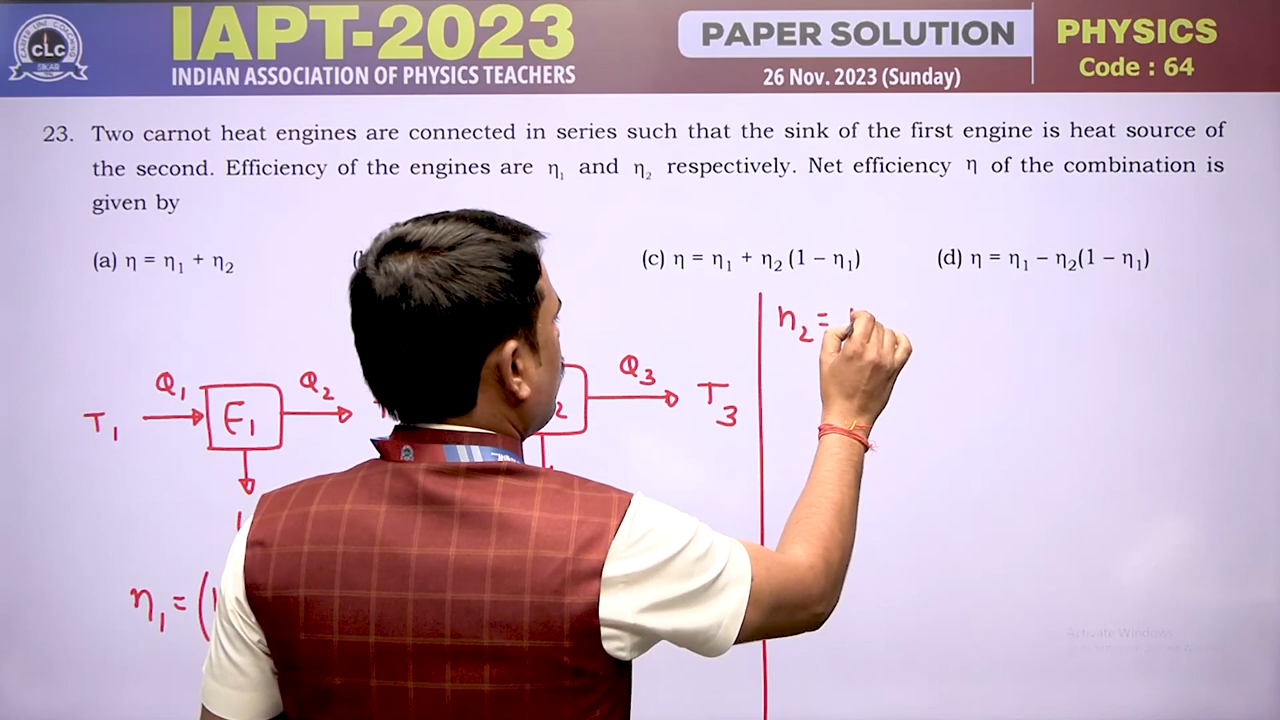 CLC
SIKAR
IAPT-2023
INDIAN ASSOCIATION OF PHYSICS TEACHERS
PAPER SOLUTION
26 Nov. 2023 (Sunday)
PHYSICS
Code : 64
23. Two carnot heat engines are connected in series such that the sink of the first engine is heat source of
the second. Efficiency of the engines are η₁ and η₂ respectively. Net efficiency η of the combination is
given by
(a) η = η₁ + η₂
(c) η = η₁ + η₂ (1 – η₁)
(d) η = η₁ – η₂(1 – η₁)
T₁ Q₁ E₁ Q₂
Q₃ T₃
2
η₁ = (1
η₂ =
Activate Windows